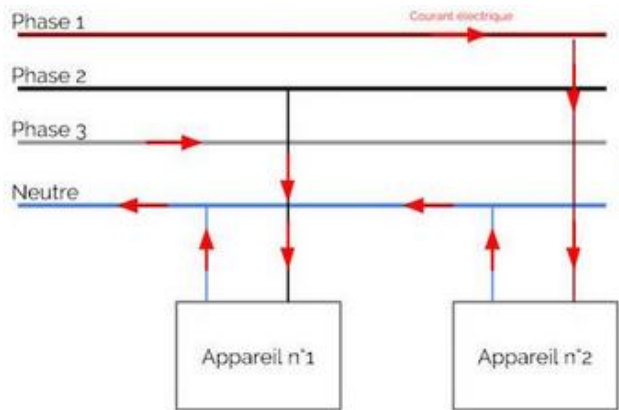 Phase 1
Courant électrique
Phase 2
Phase 3
Neutre
Appareil n°1
Appareil n°2